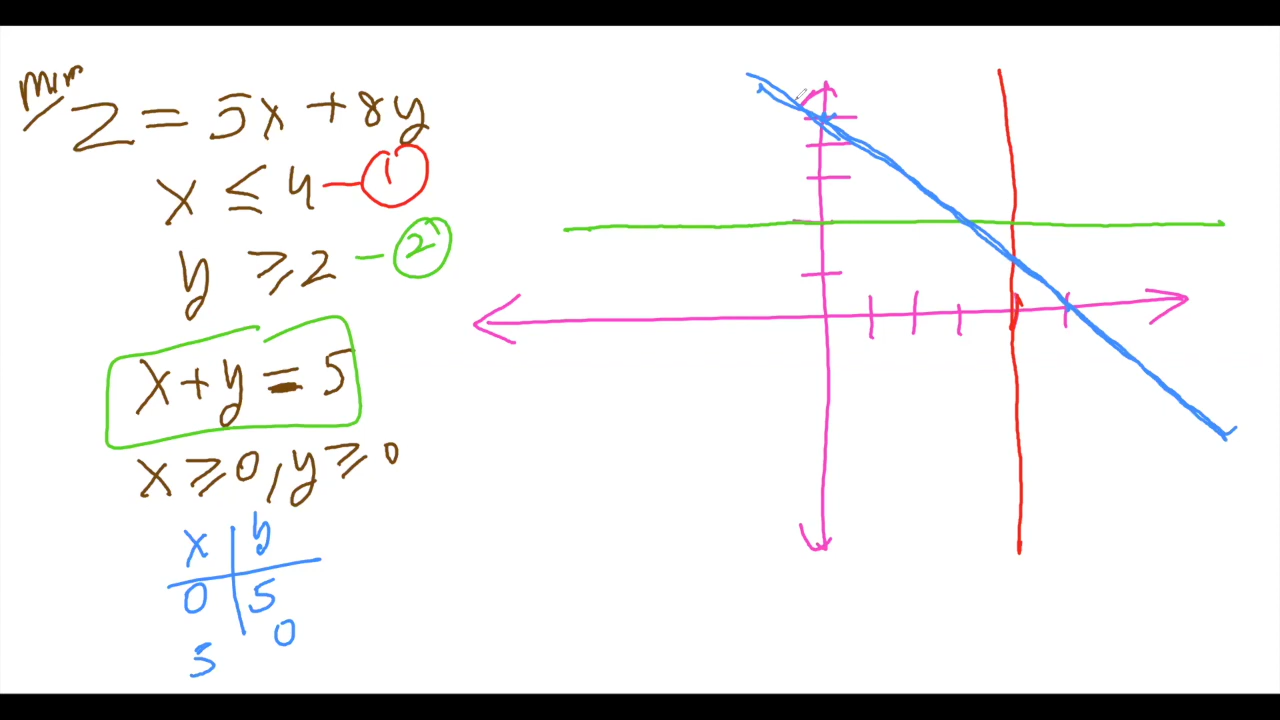 min Z = 5x + 8y
x ≤ 4 — 1
y ≥ 2 — 2
x + y = 5
x ≥ 0, y ≥ 0
x y
0 5
5 0